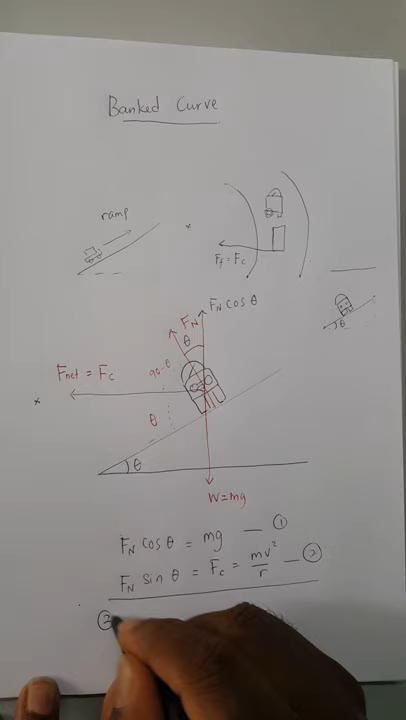 Banked Curve
ramp
Ff = Fc
θ
FN cos θ
FN
θ
90-θ
Fnet = Fc
θ
θ
W = mg
FN cos θ = mg — ①
FN sin θ = Fc = mv²/r — ②
②